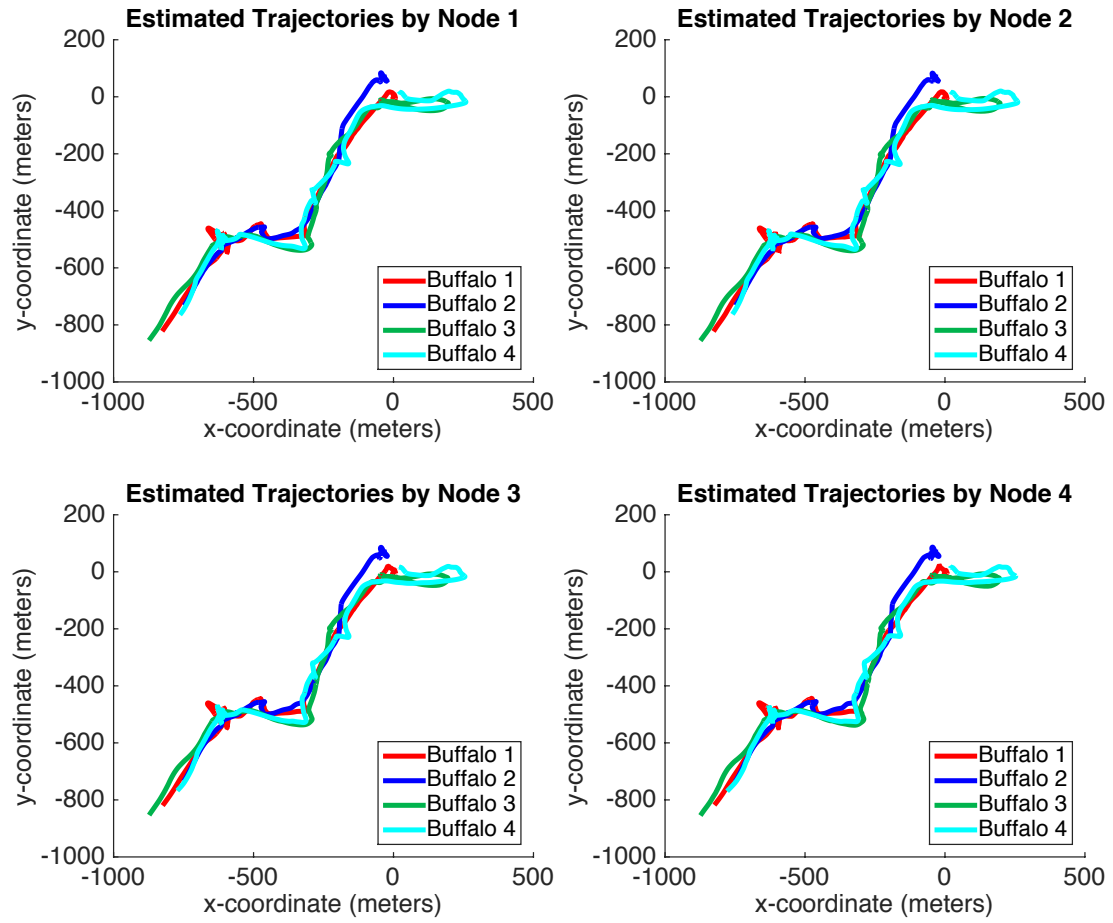 Estimated Trajectories by Node 1
200
0
-200
-400
-600
-800
-1000
y-coordinate (meters)
Buffalo 1
Buffalo 2
Buffalo 3
Buffalo 4
-1000 -500 0 500
x-coordinate (meters)
Estimated Trajectories by Node 2
200
0
-200
-400
-600
-800
-1000
y-coordinate (meters)
Buffalo 1
Buffalo 2
Buffalo 3
Buffalo 4
-1000 -500 0 500
x-coordinate (meters)
Estimated Trajectories by Node 3
200
0
-200
-400
-600
-800
-1000
y-coordinate (meters)
Buffalo 1
Buffalo 2
Buffalo 3
Buffalo 4
-1000 -500 0 500
x-coordinate (meters)
Estimated Trajectories by Node 4
200
0
-200
-400
-600
-800
-1000
y-coordinate (meters)
Buffalo 1
Buffalo 2
Buffalo 3
Buffalo 4
-1000 -500 0 500
x-coordinate (meters)